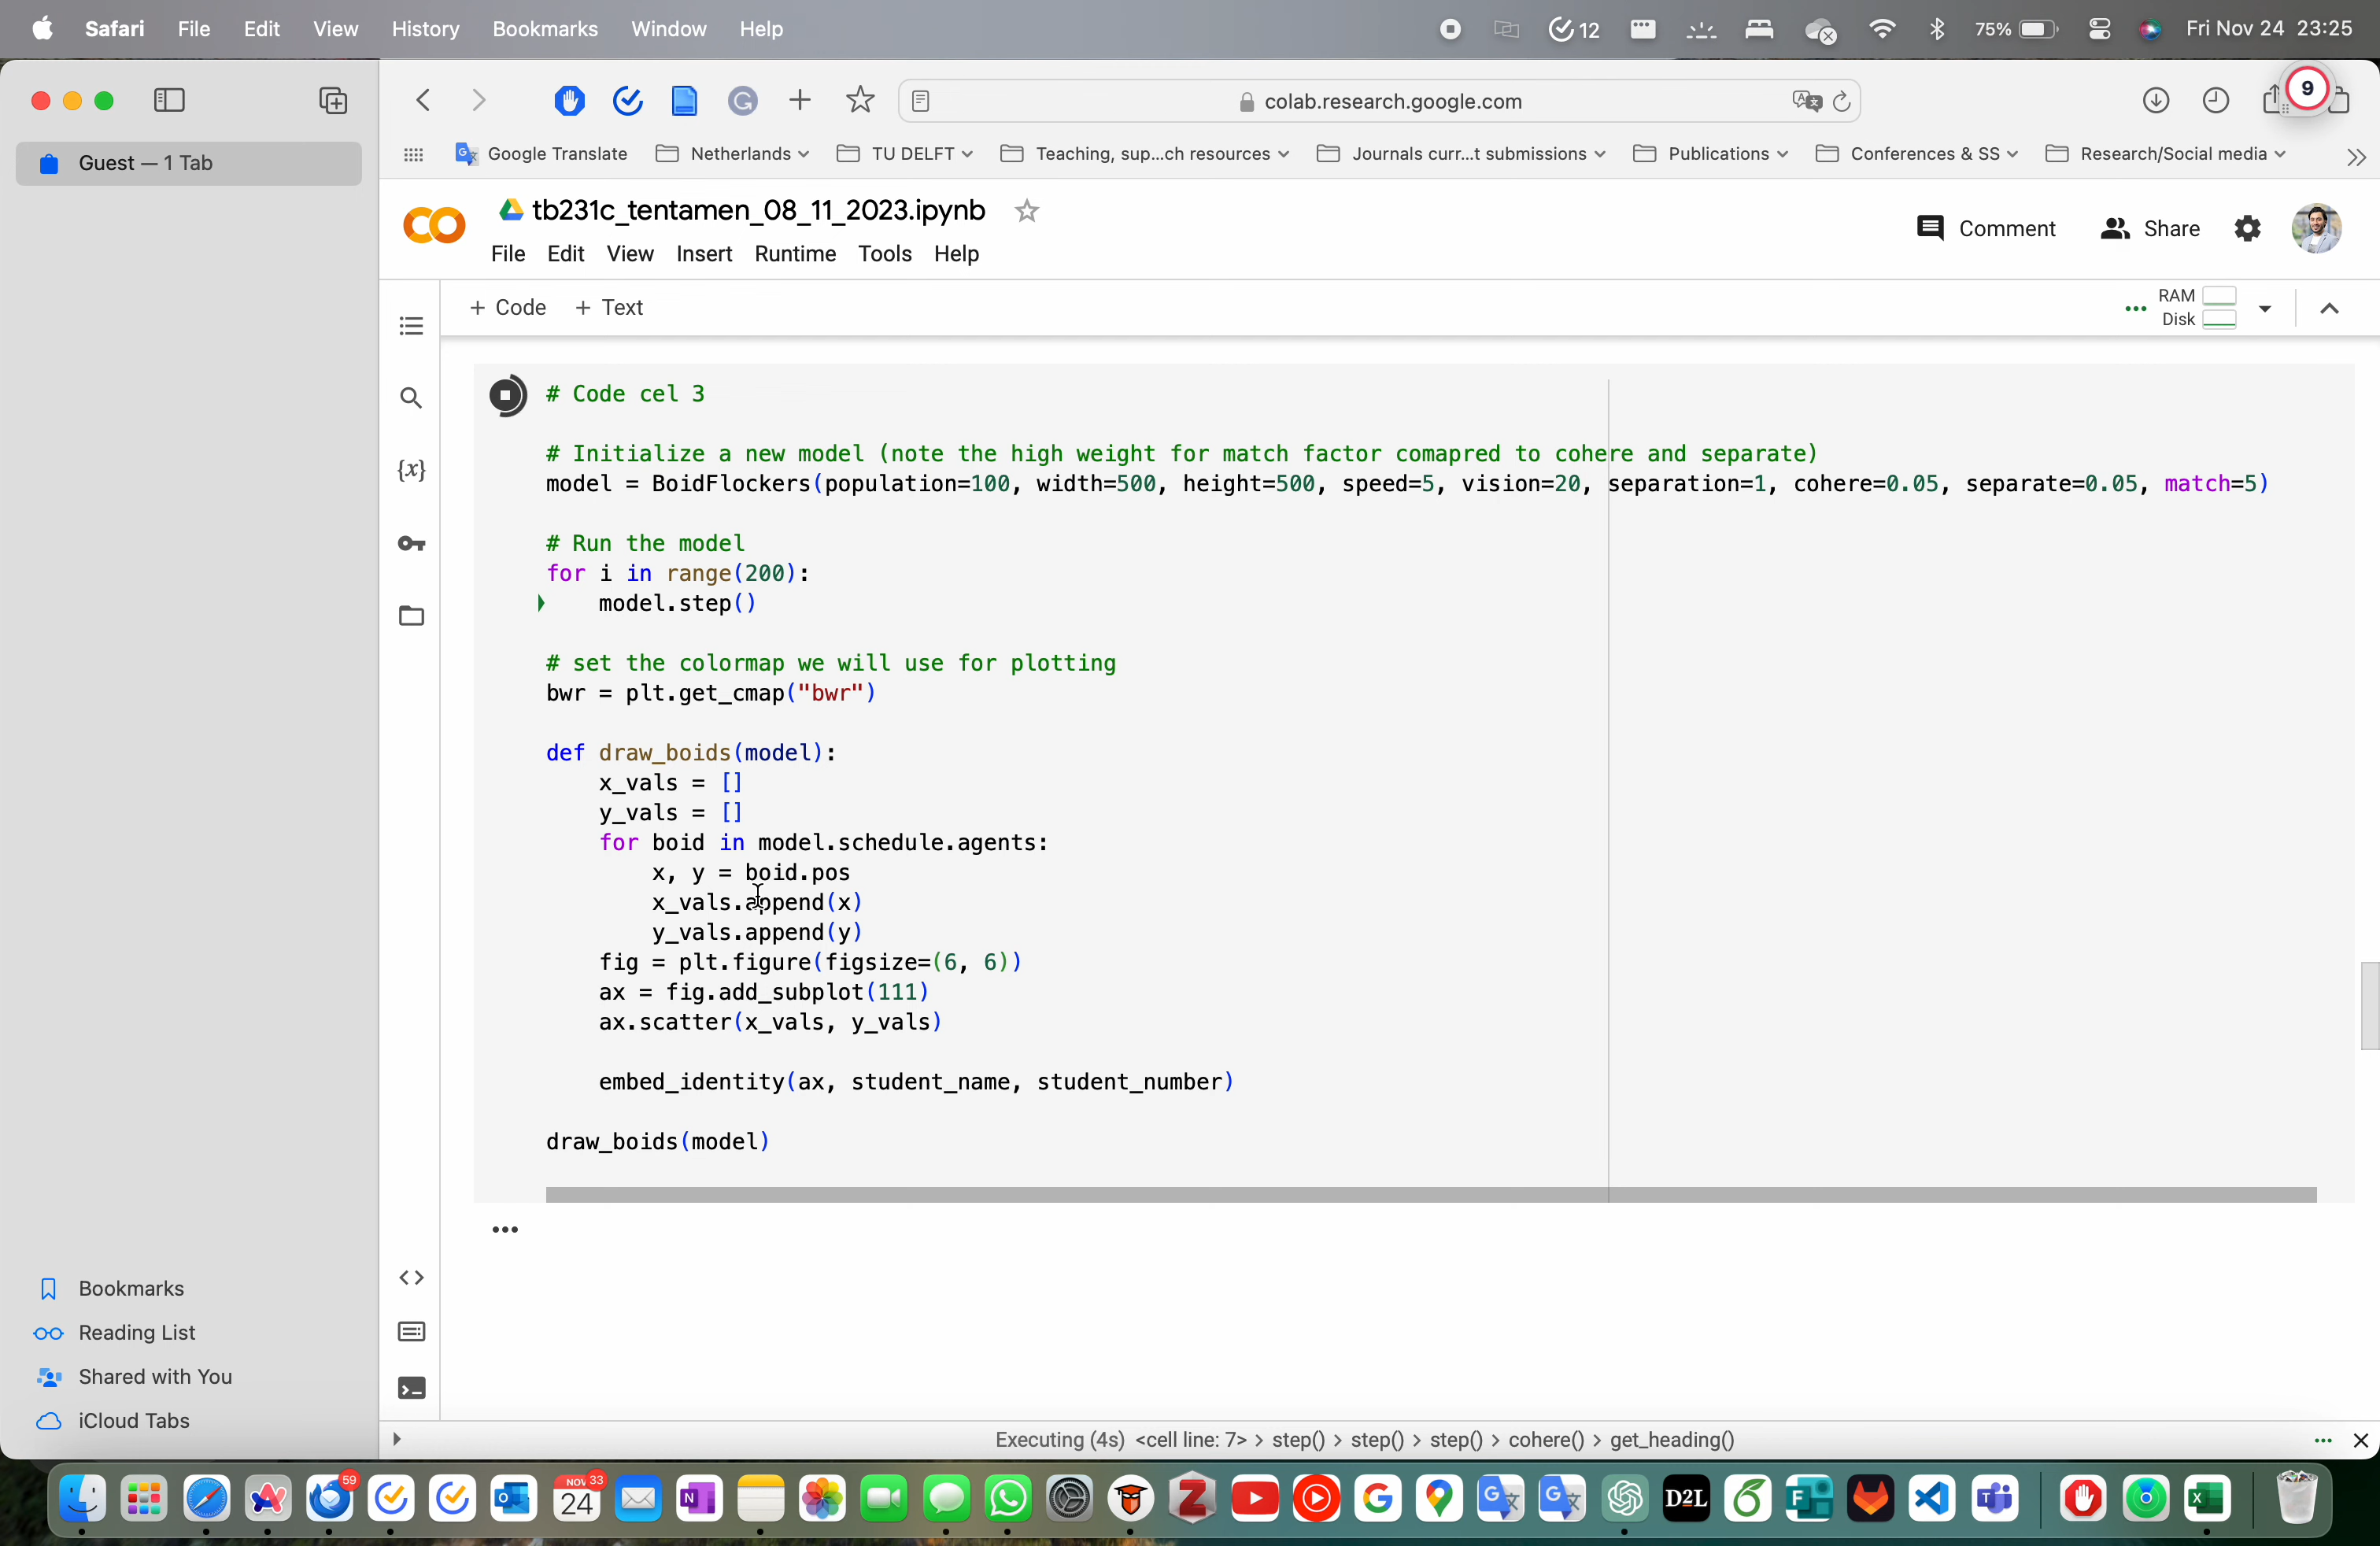 Safari File Edit View History Bookmarks Window Help 12 75% Fri Nov 24 23:25
Guest — 1 Tab
colab.research.google.com
9
Google Translate Netherlands TU DELFT Teaching, sup...ch resources Journals curr...t submissions Publications Conferences & SS Research/Social media
tb231c_tentamen_08_11_2023.ipynb
Comment Share
File Edit View Insert Runtime Tools Help
+ Code + Text
RAM
Disk
{x}
# Code cel 3
# Initialize a new model (note the high weight for match factor comapred to cohere and separate)
model = BoidFlockers(population=100, width=500, height=500, speed=5, vision=20, separation=1, cohere=0.05, separate=0.05, match=5)
# Run the model
for i in range(200):
    model.step()
# set the colormap we will use for plotting
bwr = plt.get_cmap("bwr")
def draw_boids(model):
    x_vals = []
    y_vals = []
    for boid in model.schedule.agents:
        x, y = boid.pos
        x_vals.append(x)
        y_vals.append(y)
    fig = plt.figure(figsize=(6, 6))
    ax = fig.add_subplot(111)
    ax.scatter(x_vals, y_vals)
    embed_identity(ax, student_name, student_number)
draw_boids(model)
Bookmarks
Reading List
Shared with You
iCloud Tabs
Executing (4s) <cell line: 7> > step() > step() > step() > cohere() > get_heading()
59
NOV 33
24
N
Z
D2L
F
X